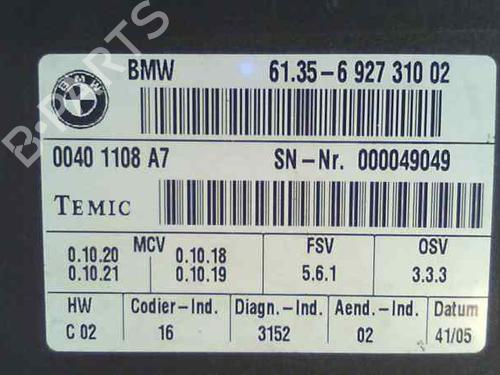 BMW 61.35-6 927 310 02
0040 1108 A7 SN-Nr. 000049049
TEMIC
MCV FSV OSV
0.10.20 0.10.18
0.10.21 0.10.19 5.6.1 3.3.3
HW Codier-Ind. Diagn.-Ind. Aend.-Ind. Datum
C 02 16 3152 02 41/05
BMW
B-PARTS